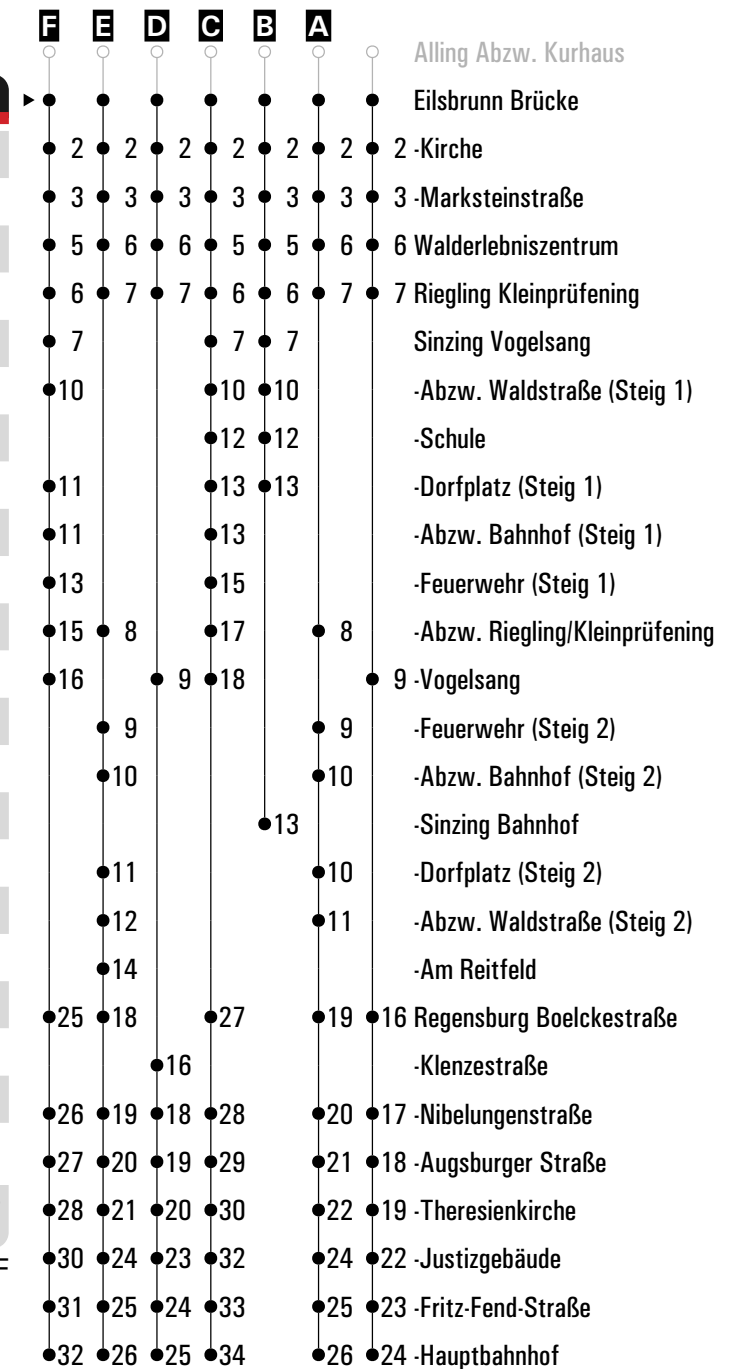 F E D C B A
Alling Abzw. Kurhaus
Eilsbrunn Brücke
2 2 2 2 2 2 2 -Kirche
3 3 3 3 3 3 3 -Marksteinstraße
5 6 6 5 5 6 6 Walderlebniszentrum
6 7 7 6 6 7 7 Riegling Kleinprüfening
7 7 7 Sinzing Vogelsang
10 10 10 -Abzw. Waldstraße (Steig 1)
12 12 -Schule
11 13 13 -Dorfplatz (Steig 1)
11 13 -Abzw. Bahnhof (Steig 1)
13 15 -Feuerwehr (Steig 1)
15 8 17 8 -Abzw. Riegling/Kleinprüfening
16 9 18 9 -Vogelsang
9 9 -Feuerwehr (Steig 2)
10 10 -Abzw. Bahnhof (Steig 2)
13 -Sinzing Bahnhof
11 10 -Dorfplatz (Steig 2)
12 11 -Abzw. Waldstraße (Steig 2)
14 -Am Reitfeld
25 18 27 19 16 Regensburg Boelckestraße
16 -Klenzestraße
26 19 18 28 20 17 -Nibelungenstraße
27 20 19 29 21 18 -Augsburger Straße
28 21 20 30 22 19 -Theresienkirche
30 24 23 32 24 22 -Justizgebäude
31 25 24 33 25 23 -Fritz-Fend-Straße
32 26 25 34 26 24 -Hauptbahnhof